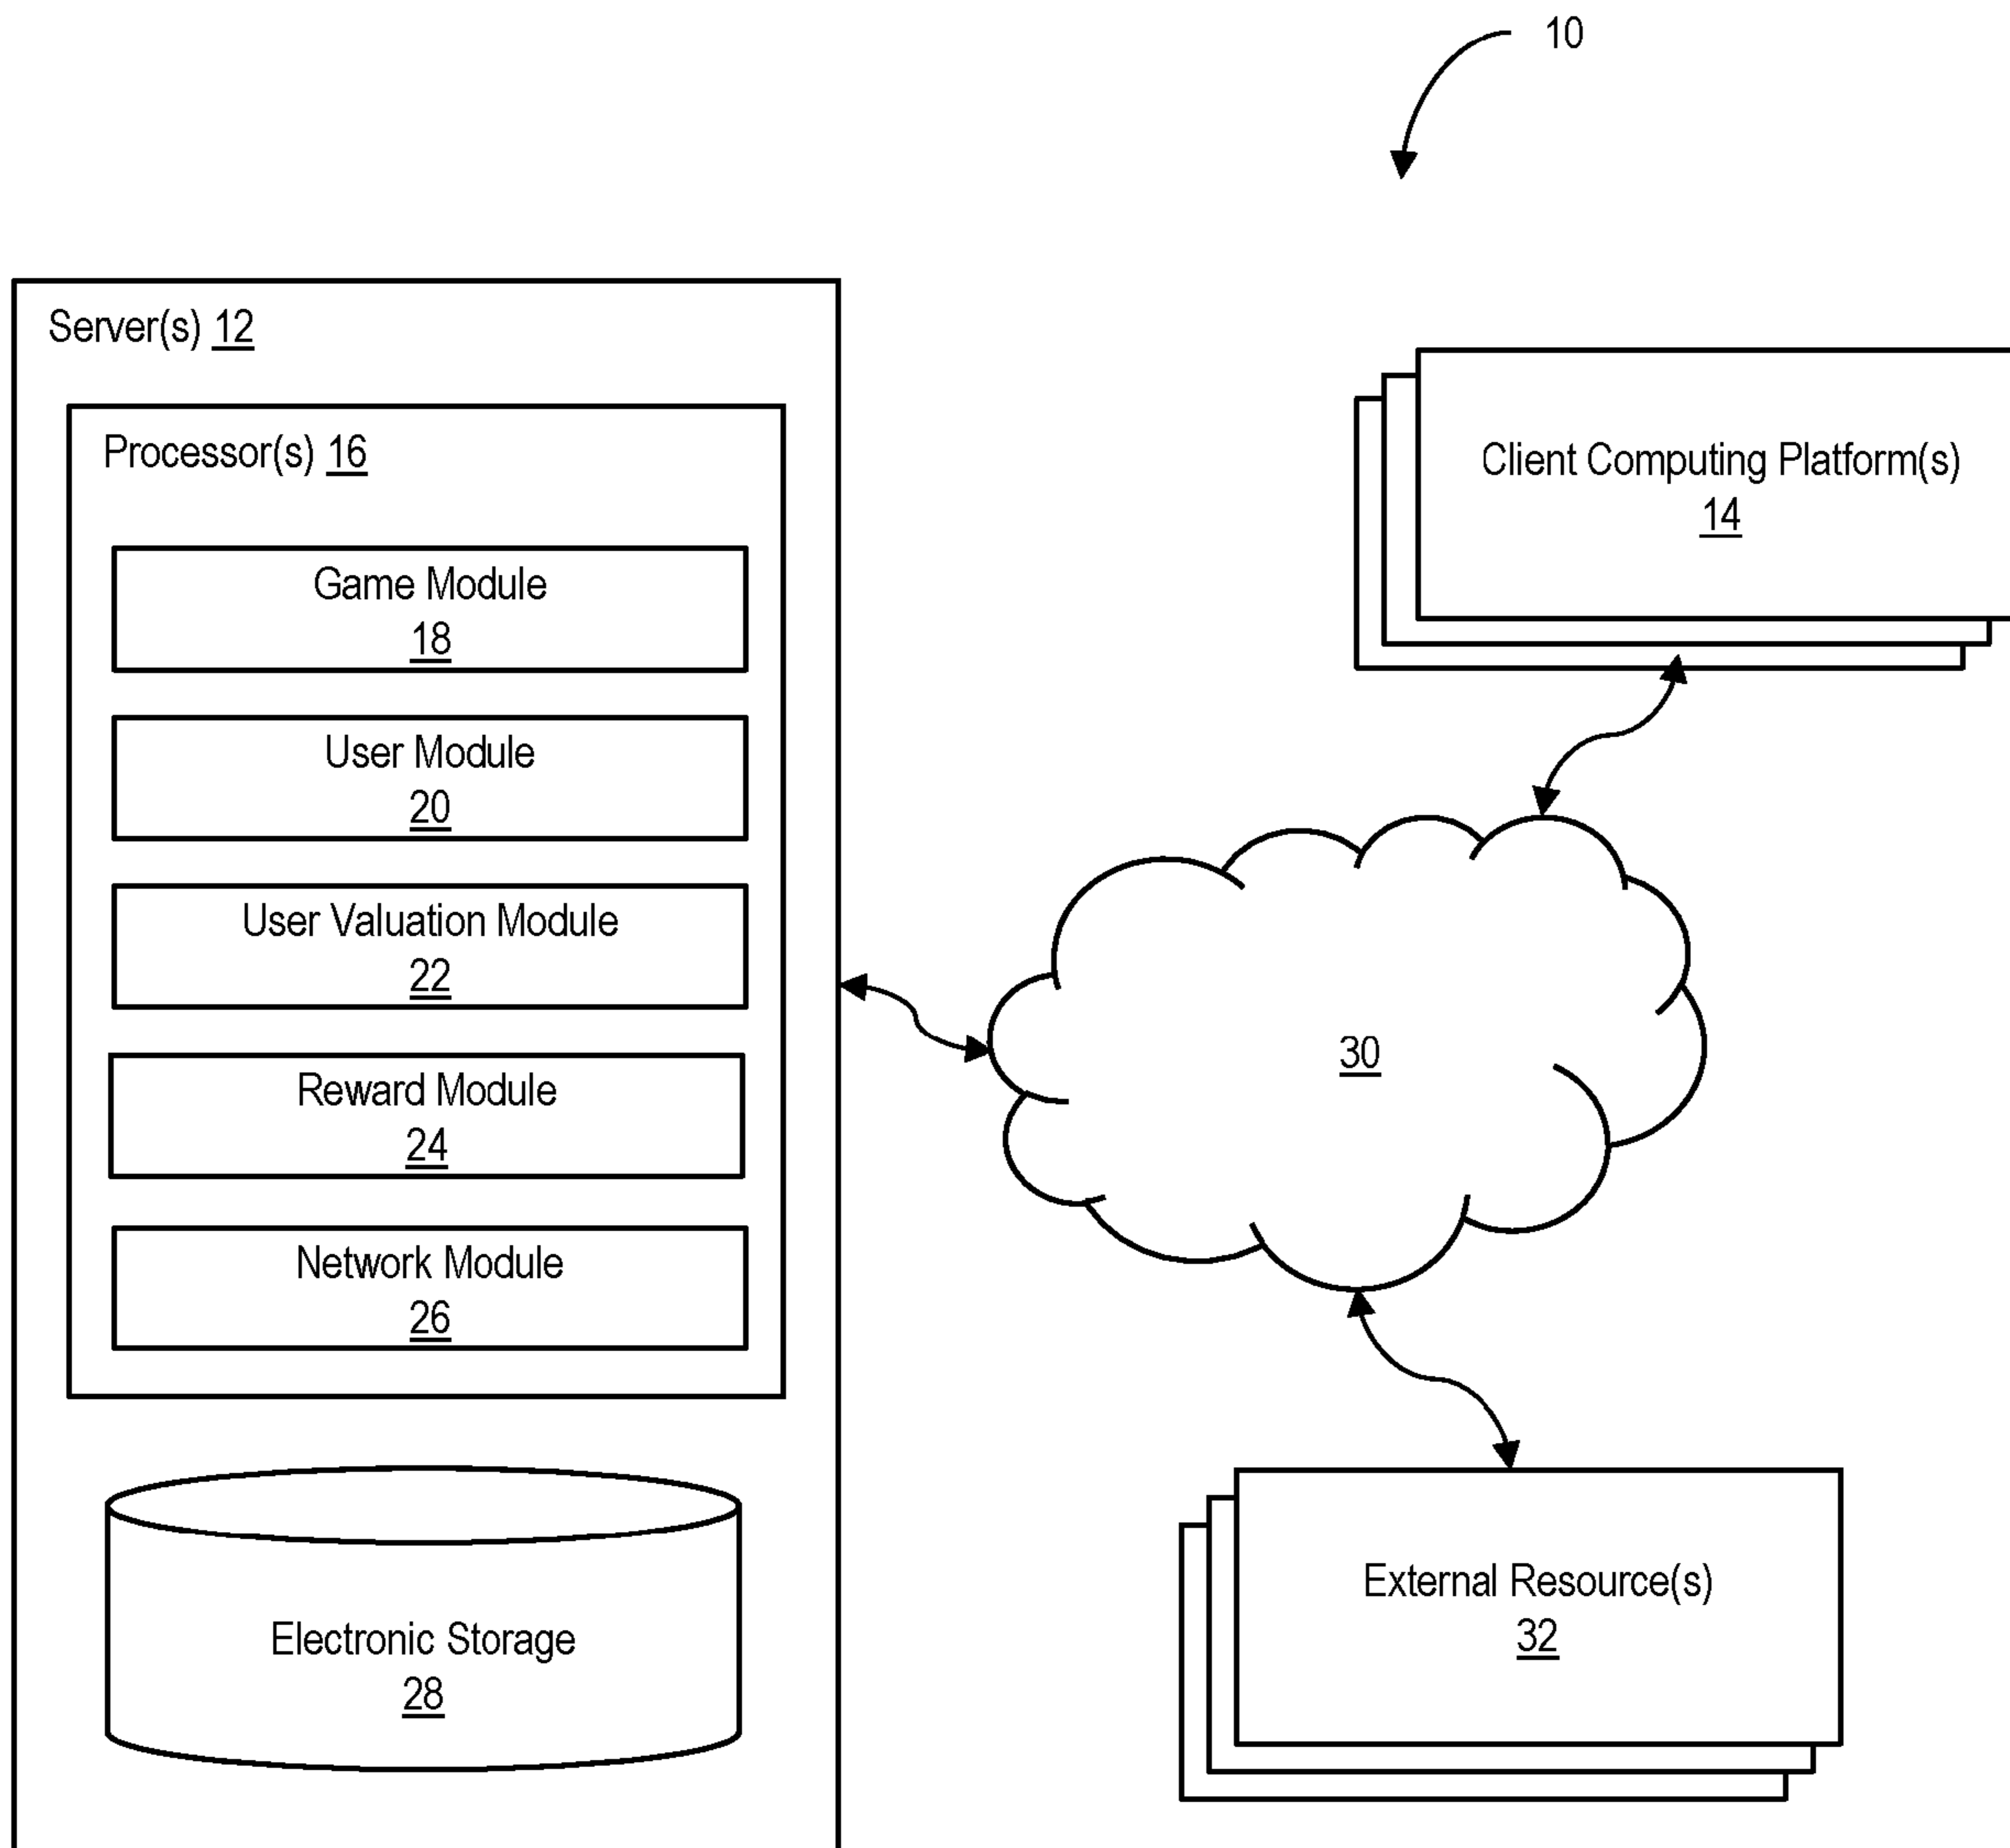 10
Server(s) 12
Processor(s) 16
Game Module
18
User Module
20
User Valuation Module
22
Reward Module
24
Network Module
26
Electronic Storage
28
Client Computing Platform(s)
14
30
External Resource(s)
32